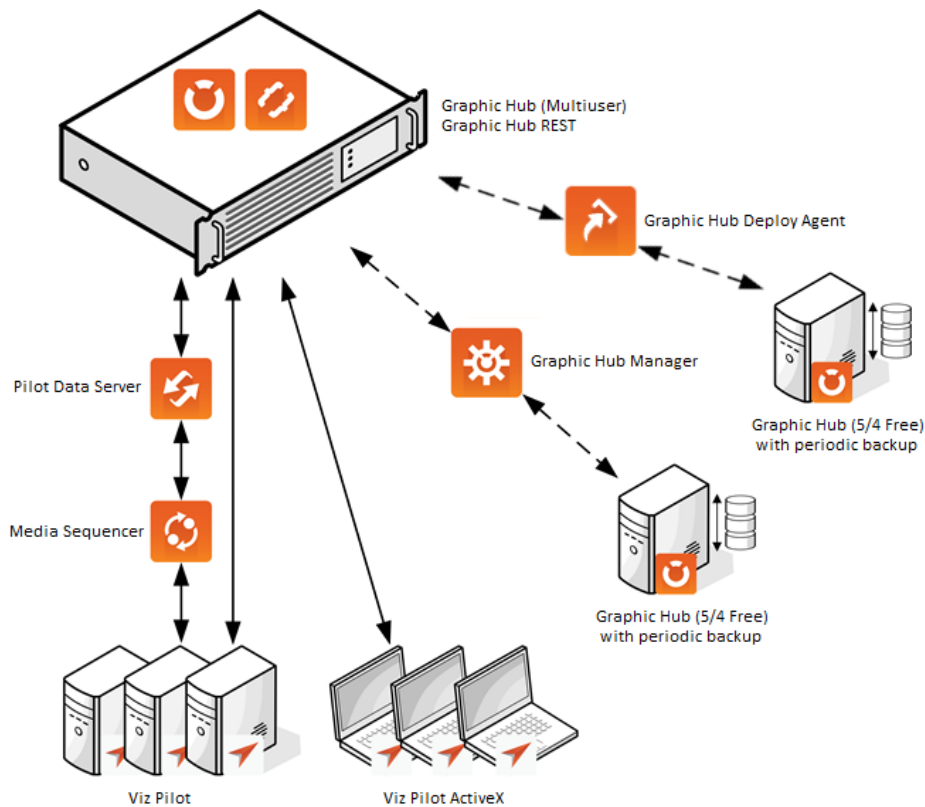 Graphic Hub (Multiuser)
Graphic Hub REST
Graphic Hub Deploy Agent
Graphic Hub Manager
Pilot Data Server
Graphic Hub (5/4 Free)
with periodic backup
Media Sequencer
Graphic Hub (5/4 Free)
with periodic backup
Viz Pilot
Viz Pilot ActiveX